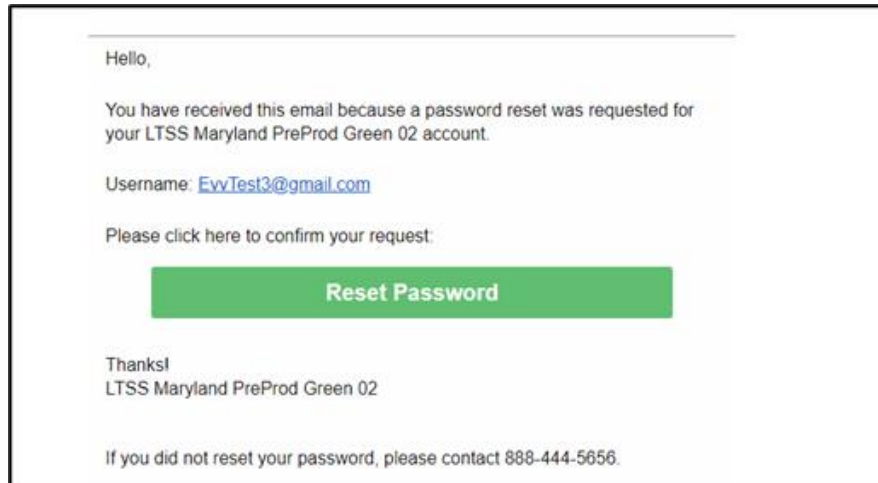 Hello,
You have received this email because a password reset was requested for
your LTSS Maryland PreProd Green 02 account.
Username: EvvTest3@gmail.com
Please click here to confirm your request:
Reset Password
Thanks!
LTSS Maryland PreProd Green 02
If you did not reset your password, please contact 888-444-5656.